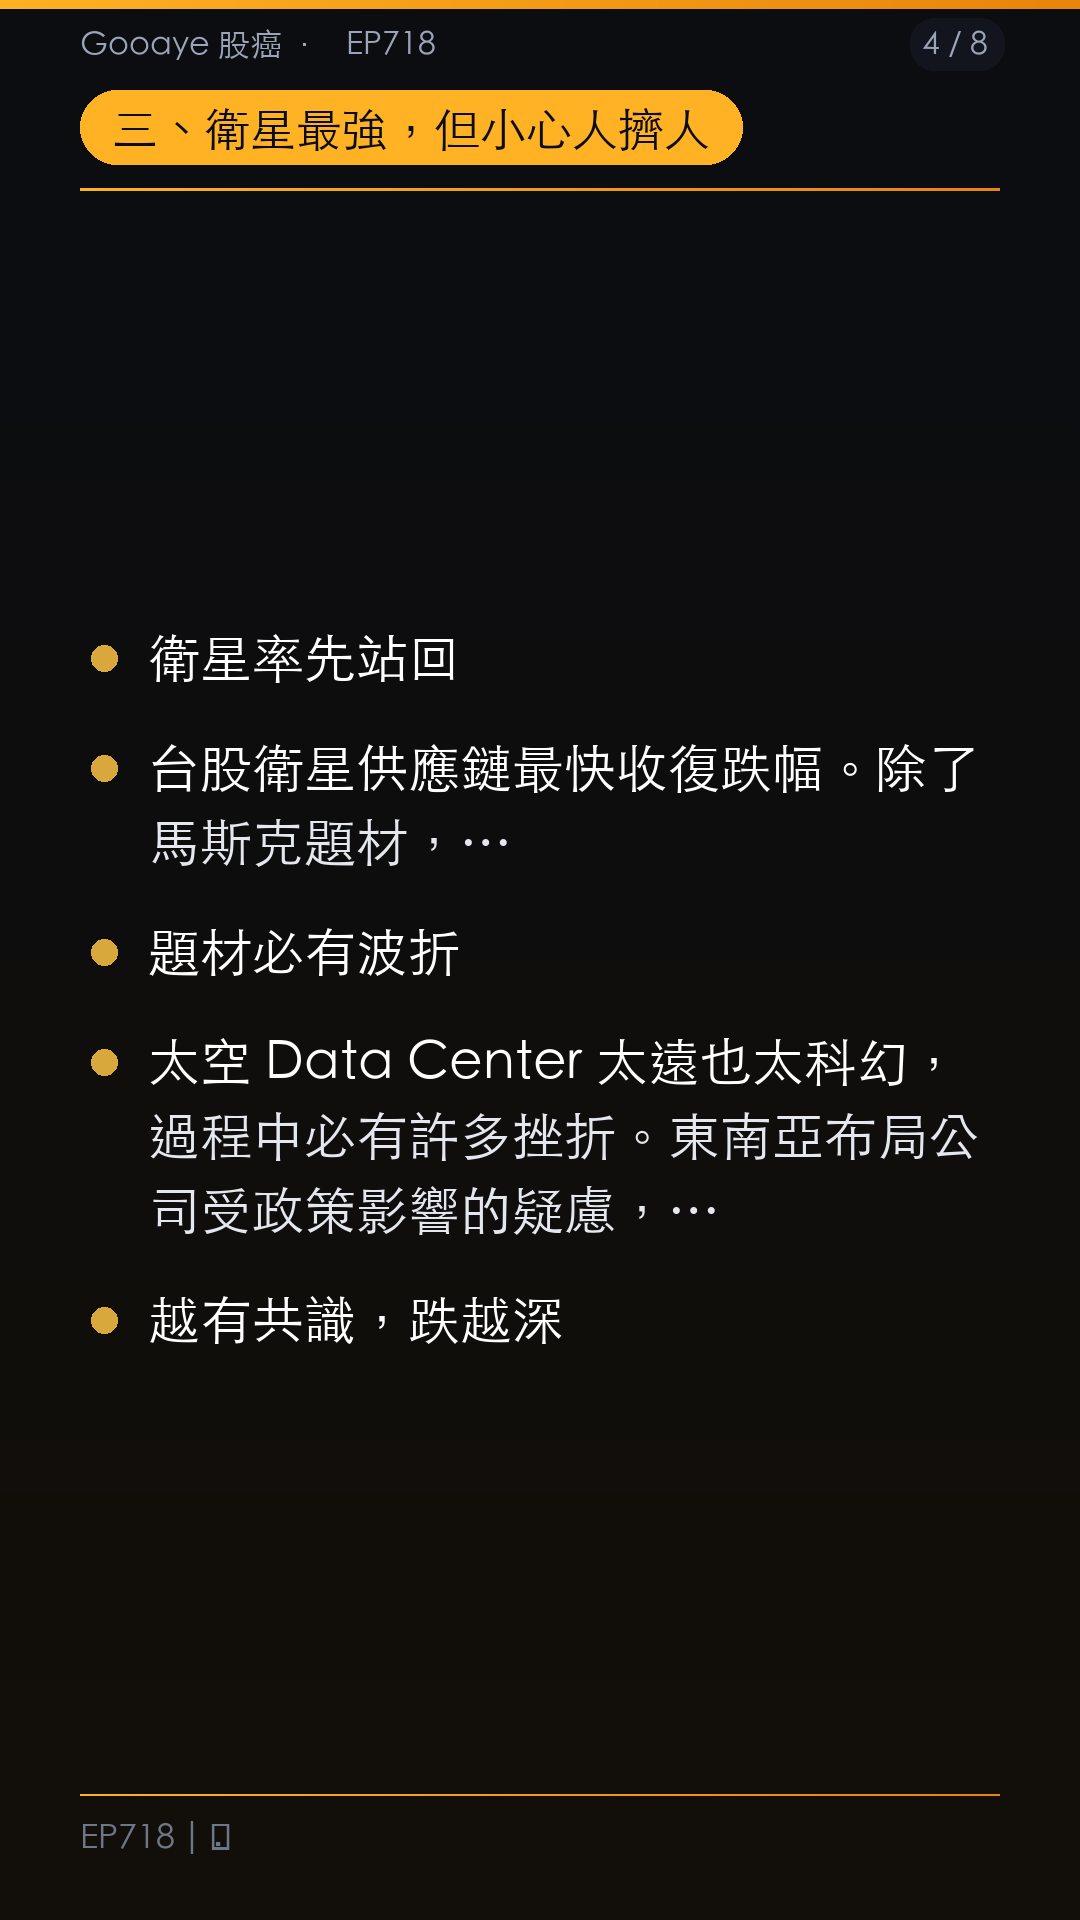 Gooaye 股癌 · EP718
4 / 8
三、衛星最強，但小心人擠人
衛星率先站回
台股衛星供應鏈最快收復跌幅。除了
馬斯克題材，…
題材必有波折
太空 Data Center 太遠也太科幻，
過程中必有許多挫折。東南亞布局公
司受政策影響的疑慮，…
越有共識，跌越深
EP718 |